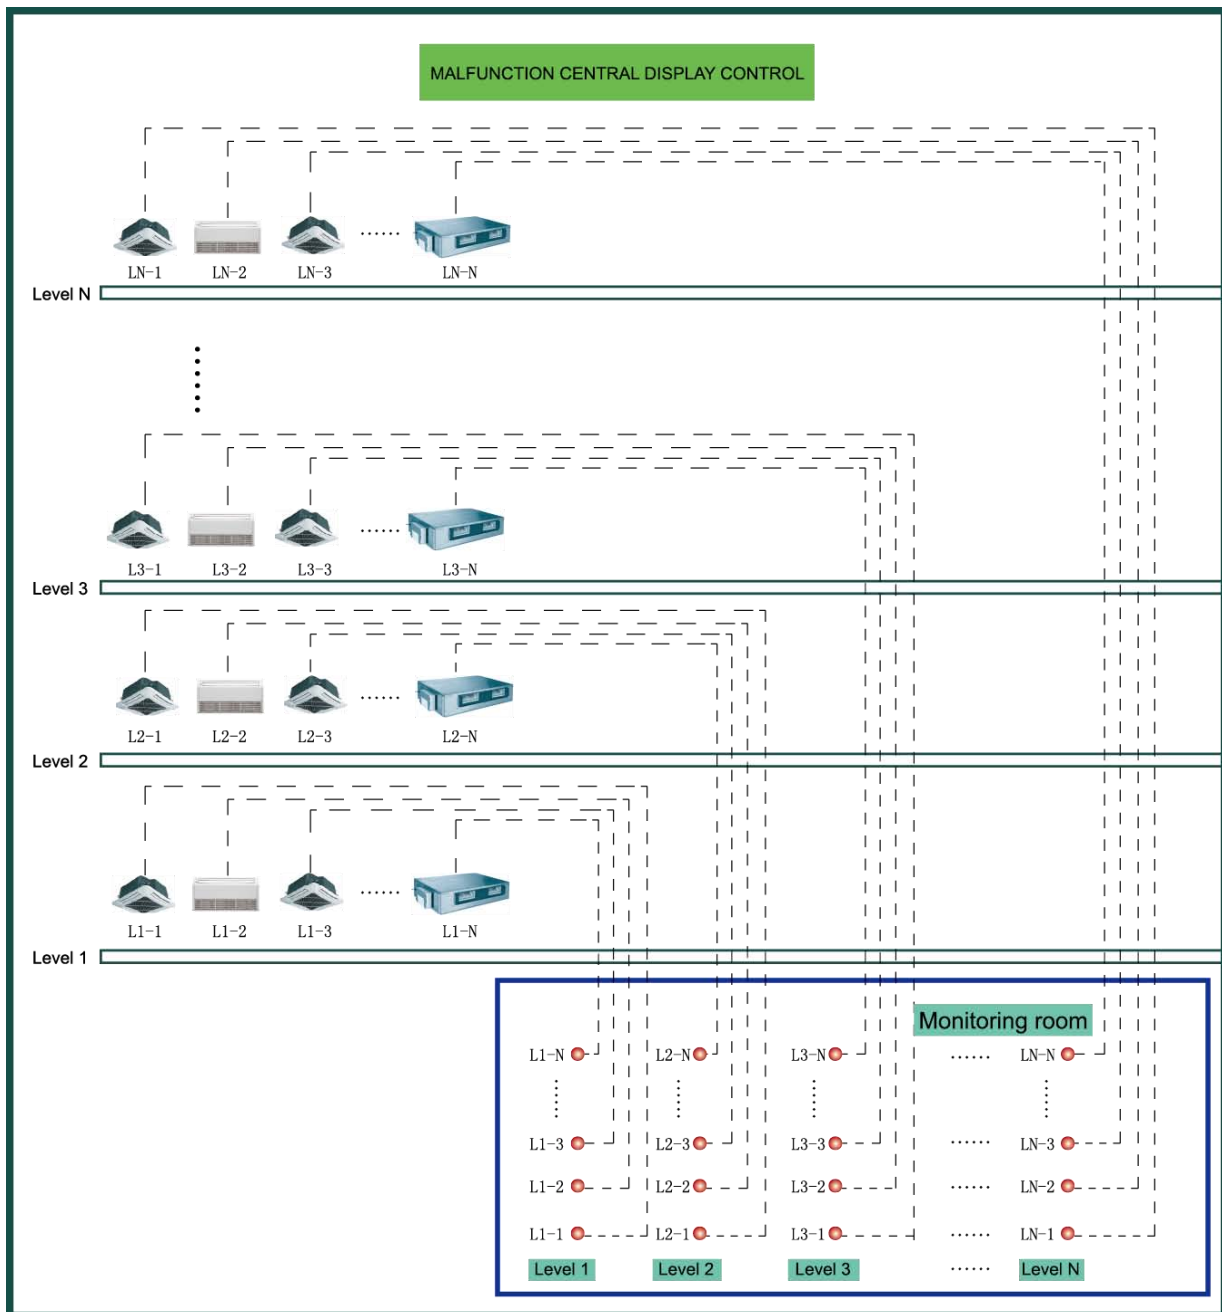 MALFUNCTION CENTRAL DISPLAY CONTROL
......
LN-1 LN-2 LN-3 LN-N
Level N
......
......
L3-1 L3-2 L3-3 L3-N
Level 3
......
L2-1 L2-2 L2-3 L2-N
Level 2
......
L1-1 L1-2 L1-3 L1-N
Level 1
Monitoring room
L1-N L2-N L3-N ...... LN-N
...... ...... ...... ......
L1-3 L2-3 L3-3 ...... LN-3
L1-2 L2-2 L3-2 ...... LN-2
L1-1 L2-1 L3-1 ...... LN-1
Level 1 Level 2 Level 3 ...... Level N